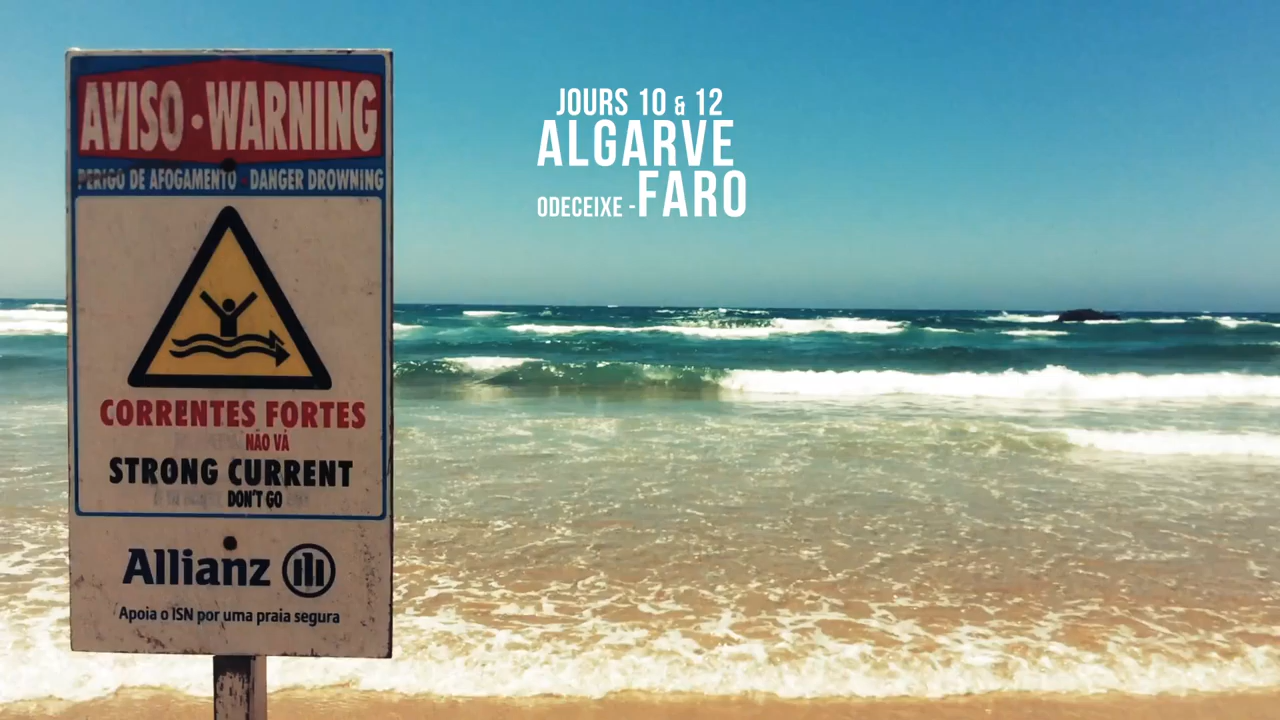 AVISO • WARNING
PERIGO DE AFOGAMENTO - DANGER DROWNING
CORRENTES FORTES
NÃO VÁ
STRONG CURRENT
DON'T GO
Allianz
Apoia o ISN por uma praia segura
JOURS 10 & 12
ALGARVE
ODECEIXE - FARO